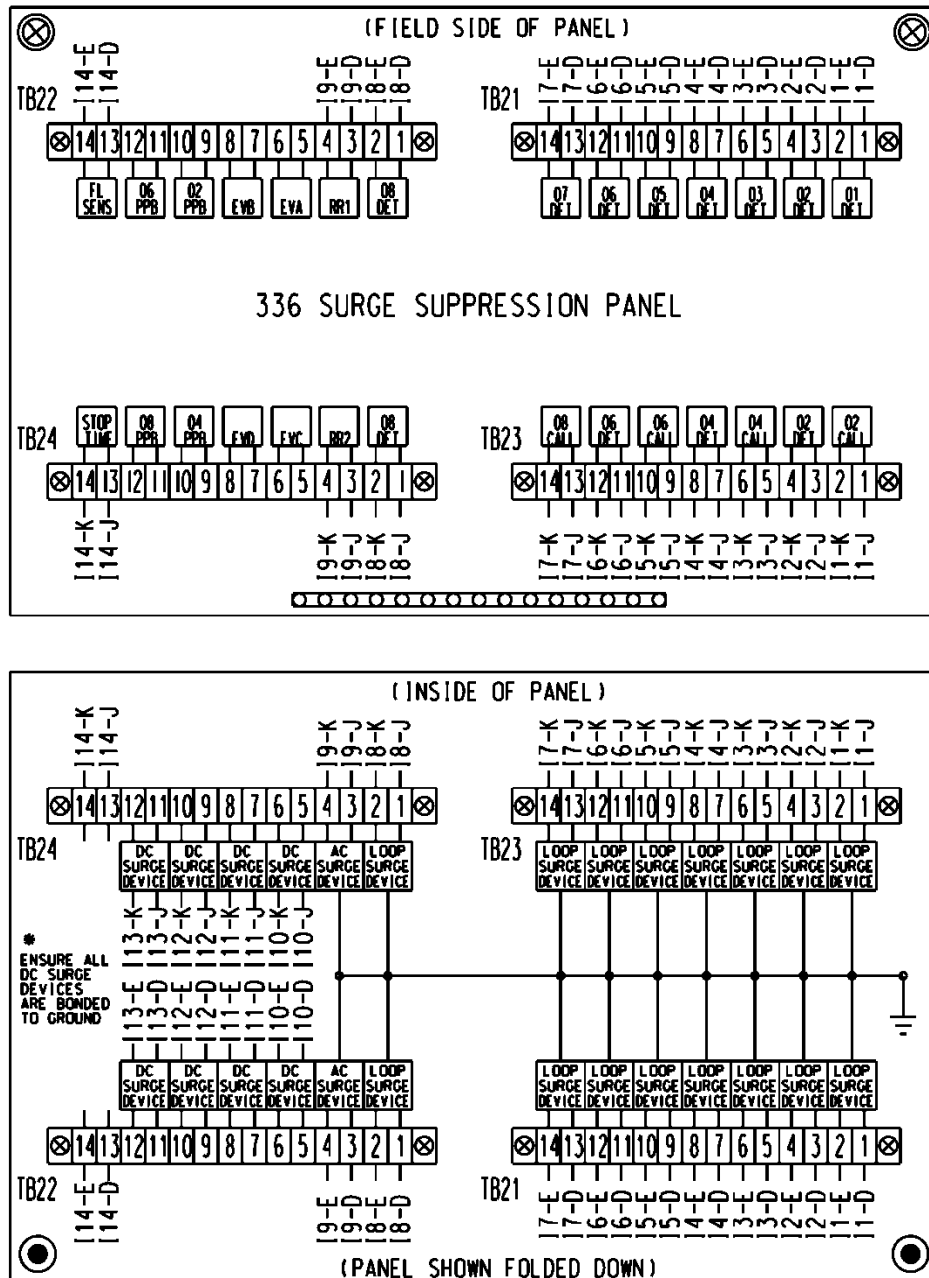 (FIELD SIDE OF PANEL)
I14-E I14-D I9-E I9-D I8-E I8-D I7-E I7-D I6-E I6-D I5-E I5-D I4-E I4-D I3-E I3-D I2-E I2-D I1-E I1-D
TB22 TB21
14 13 12 11 10 9 8 7 6 5 4 3 2 1 14 13 12 11 10 9 8 7 6 5 4 3 2 1
FL SENS 06 PPB 02 PPB EVB EVA RR1 08 DET 07 DET 06 DET 05 DET 04 DET 03 DET 02 DET 01 DET
336 SURGE SUPPRESSION PANEL
STOP TIME 08 PPB 04 PPB EVD EVC RR2 08 DET 08 CALL 06 DET 06 CALL 04 DET 04 CALL 02 DET 02 CALL
TB24 TB23
14 13 12 11 10 9 8 7 6 5 4 3 2 1 14 13 12 11 10 9 8 7 6 5 4 3 2 1
I14-K I14-J I9-K I9-J I8-K I8-J I7-K I7-J I6-K I6-J I5-K I5-J I4-K I4-J I3-K I3-J I2-K I2-J I1-K I1-J
(INSIDE OF PANEL)
I14-K I14-J I9-K I9-J I8-K I8-J I7-K I7-J I6-K I6-J I5-K I5-J I4-K I4-J I3-K I3-J I2-K I2-J I1-K I1-J
14 13 12 11 10 9 8 7 6 5 4 3 2 1 14 13 12 11 10 9 8 7 6 5 4 3 2 1
TB24 TB23
DC DC DC DC AC LOOP LOOP LOOP LOOP LOOP LOOP LOOP LOOP
SURGE SURGE SURGE SURGE SURGE SURGE SURGE SURGE SURGE SURGE SURGE SURGE SURGE
DEVICE DEVICE DEVICE DEVICE DEVICE DEVICE DEVICE DEVICE DEVICE DEVICE DEVICE DEVICE DEVICE
I13-K I13-J I12-K I12-J I11-K I11-J I10-K I10-J
*
ENSURE ALL
DC SURGE
DEVICES
ARE BONDED
TO GROUND
I13-E I13-D I12-E I12-D I11-E I11-D I10-E I10-D
DC DC DC DC AC LOOP LOOP LOOP LOOP LOOP LOOP LOOP LOOP
SURGE SURGE SURGE SURGE SURGE SURGE SURGE SURGE SURGE SURGE SURGE SURGE SURGE
DEVICE DEVICE DEVICE DEVICE DEVICE DEVICE DEVICE DEVICE DEVICE DEVICE DEVICE DEVICE DEVICE
14 13 12 11 10 9 8 7 6 5 4 3 2 1 14 13 12 11 10 9 8 7 6 5 4 3 2 1
TB22 TB21
I14-E I14-D I9-E I9-D I8-E I8-D I7-E I7-D I6-E I6-D I5-E I5-D I4-E I4-D I3-E I3-D I2-E I2-D I1-E I1-D
(PANEL SHOWN FOLDED DOWN)